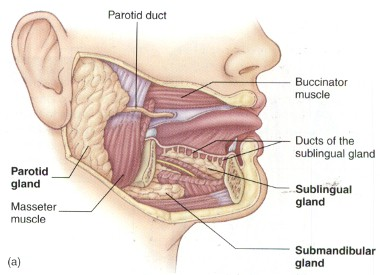 Parotid duct
Buccinator
muscle
Ducts of the
sublingual gland
Parotid
gland
Sublingual
gland
Masseter
muscle
Submandibular
gland
(a)